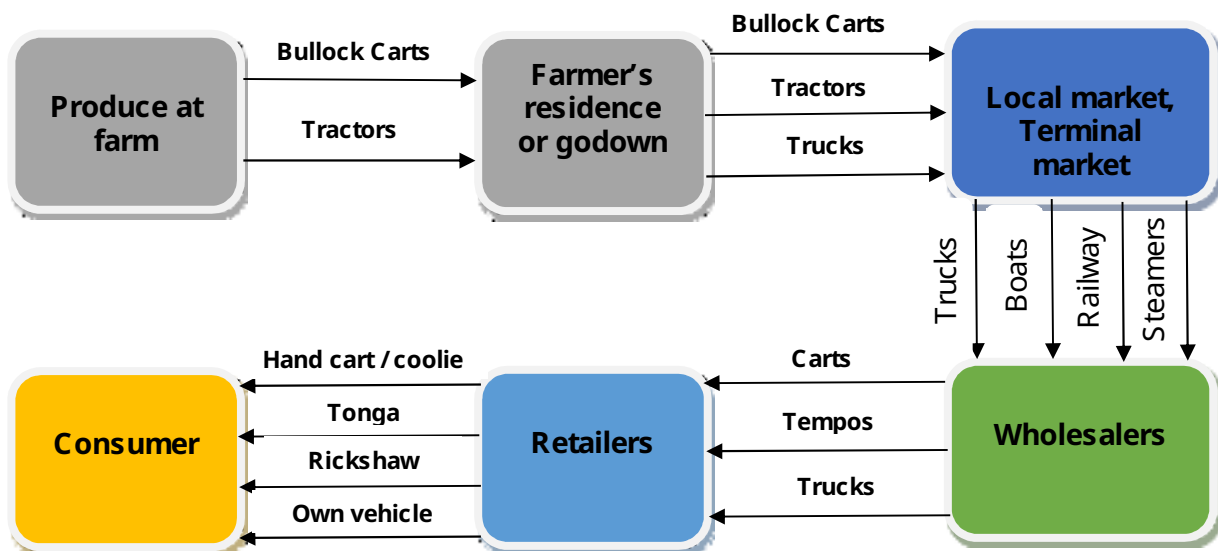 Produce at
farm
Bullock Carts
Tractors
Farmer’s
residence
or godown
Bullock Carts
Tractors
Trucks
Local market,
Terminal
market
Trucks
Boats
Railway
Steamers
Wholesalers
Carts
Tempos
Trucks
Retailers
Hand cart / coolie
Tonga
Rickshaw
Own vehicle
Consumer